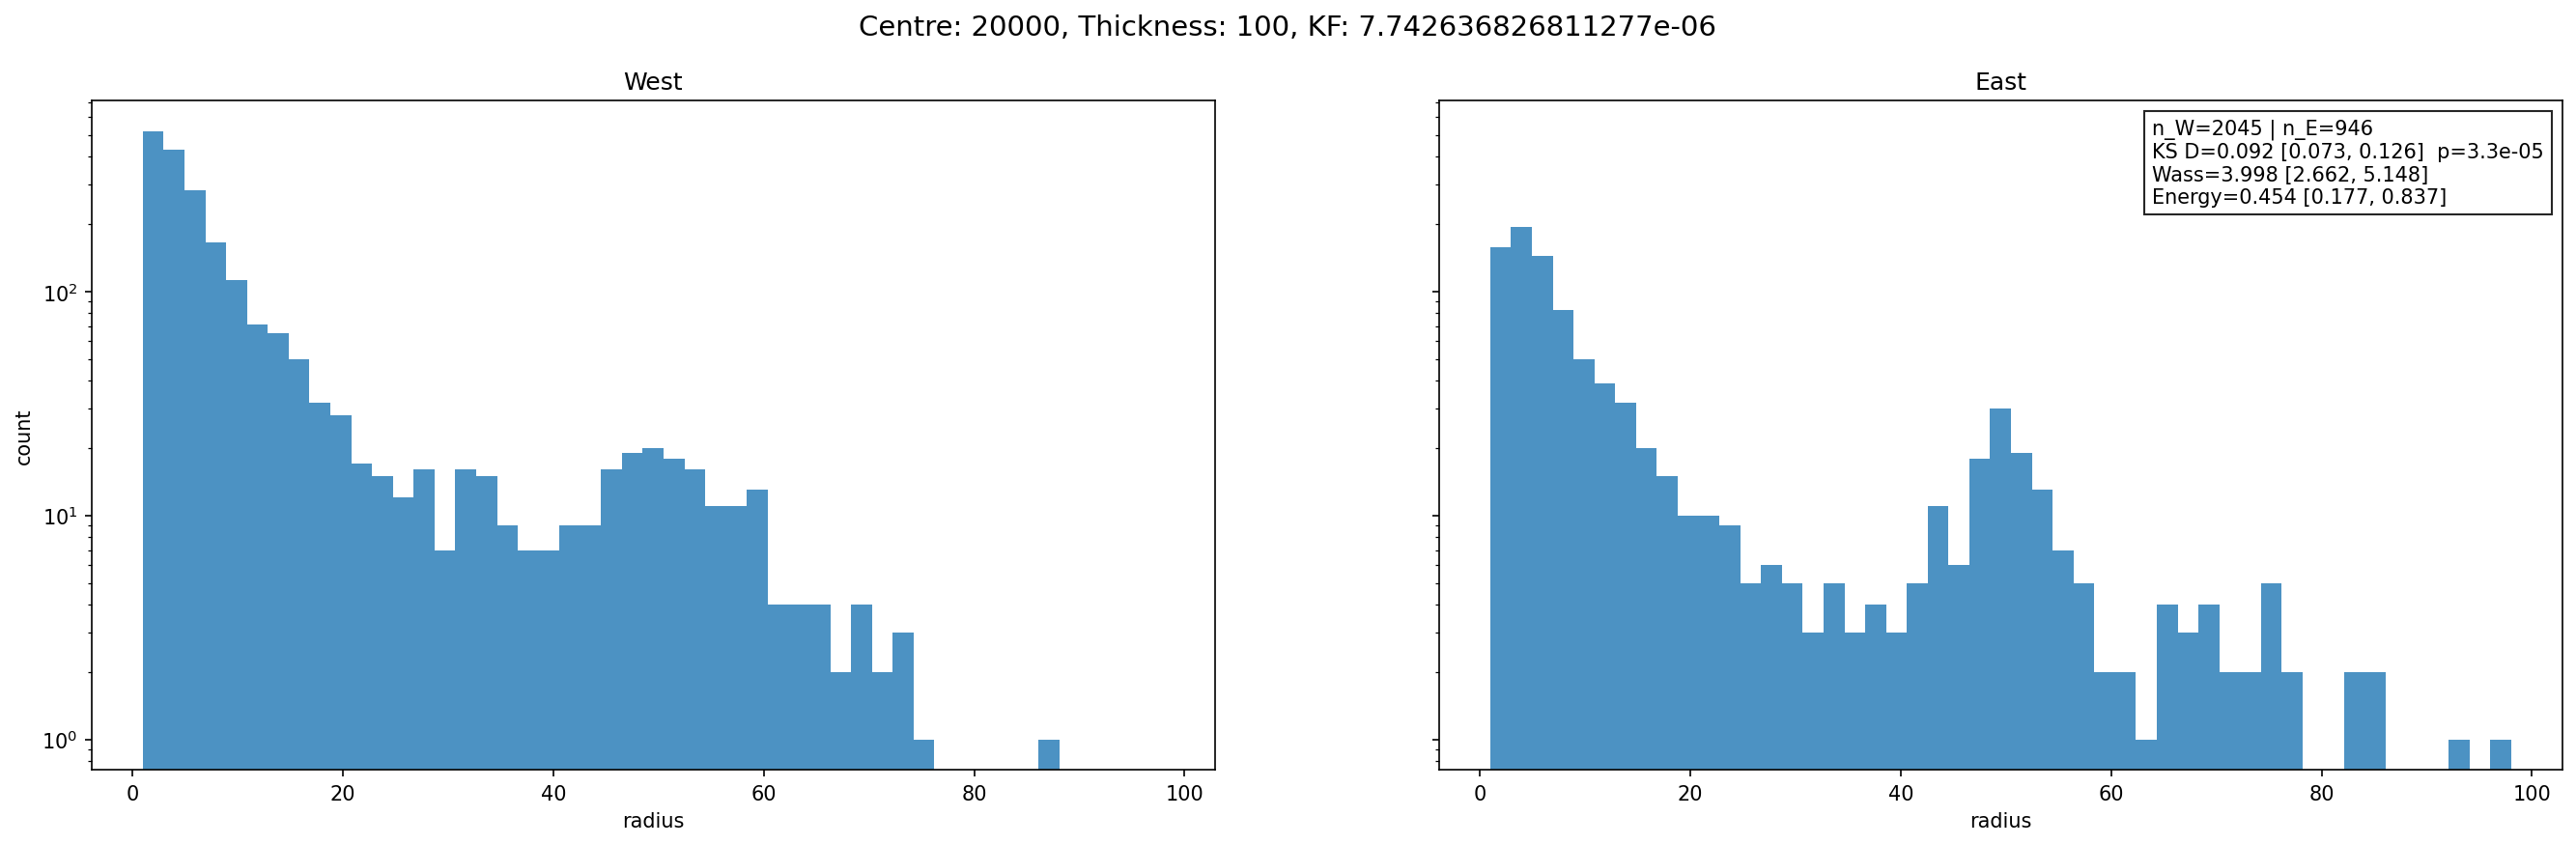 Centre: 20000, Thickness: 100, KF: 7.742636826811277e-06
West
East
n_W=2045 | n_E=946
KS D=0.092 [0.073, 0.126]  p=3.3e-05
Wass=3.998 [2.662, 5.148]
Energy=0.454 [0.177, 0.837]
10²
10¹
10⁰
count
0 20 40 60 80 100
radius
0 20 40 60 80 100
radius